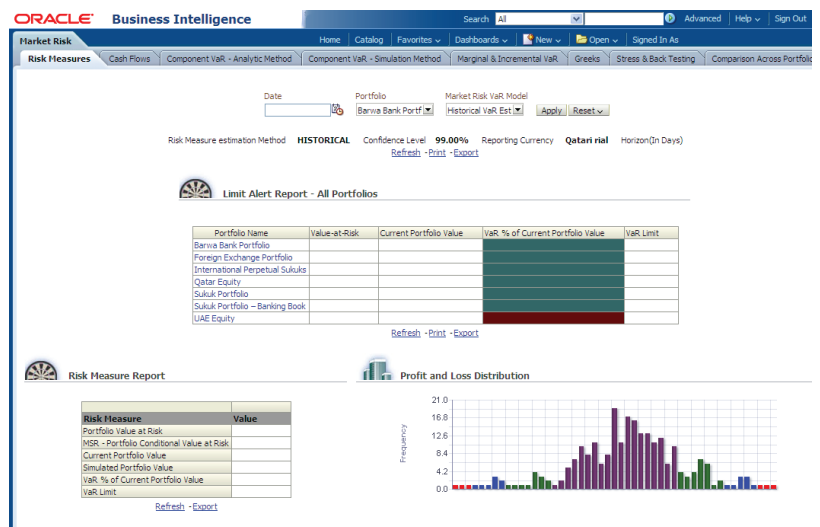 ORACLE Business Intelligence Search All Advanced Help Sign Out
Market Risk Home Catalog Favorites Dashboards New Open Signed In As
Risk Measures Cash Flows Component VaR - Analytic Method Component VaR - Simulation Method Marginal & Incremental VaR Greeks Stress & Back Testing Comparison Across Portfolio
Date Portfolio Market Risk VaR Model
Barwa Bank Portf Historical VaR Est Apply Reset
Risk Measure estimation Method HISTORICAL Confidence Level 99.00% Reporting Currency Qatari rial Horizon(In Days)
Refresh - Print - Export
Limit Alert Report - All Portfolios
Portfolio Name Value-at-Risk Current Portfolio Value VaR % of Current Portfolio Value VaR Limit
Barwa Bank Portfolio
Foreign Exchange Portfolio
International Perpetual Sukuks
Qatar Equity
Sukuk Portfolio
Sukuk Portfolio – Banking Book
UAE Equity
Refresh - Print - Export
Risk Measure Report
Risk Measure Value
Portfolio Value at Risk
MSR - Portfolio Conditional Value at Risk
Current Portfolio Value
Simulated Portfolio Value
VaR % of Current Portfolio Value
VaR Limit
Refresh - Export
Profit and Loss Distribution
Frequency
21.0
16.8
12.6
8.4
4.2
0.0